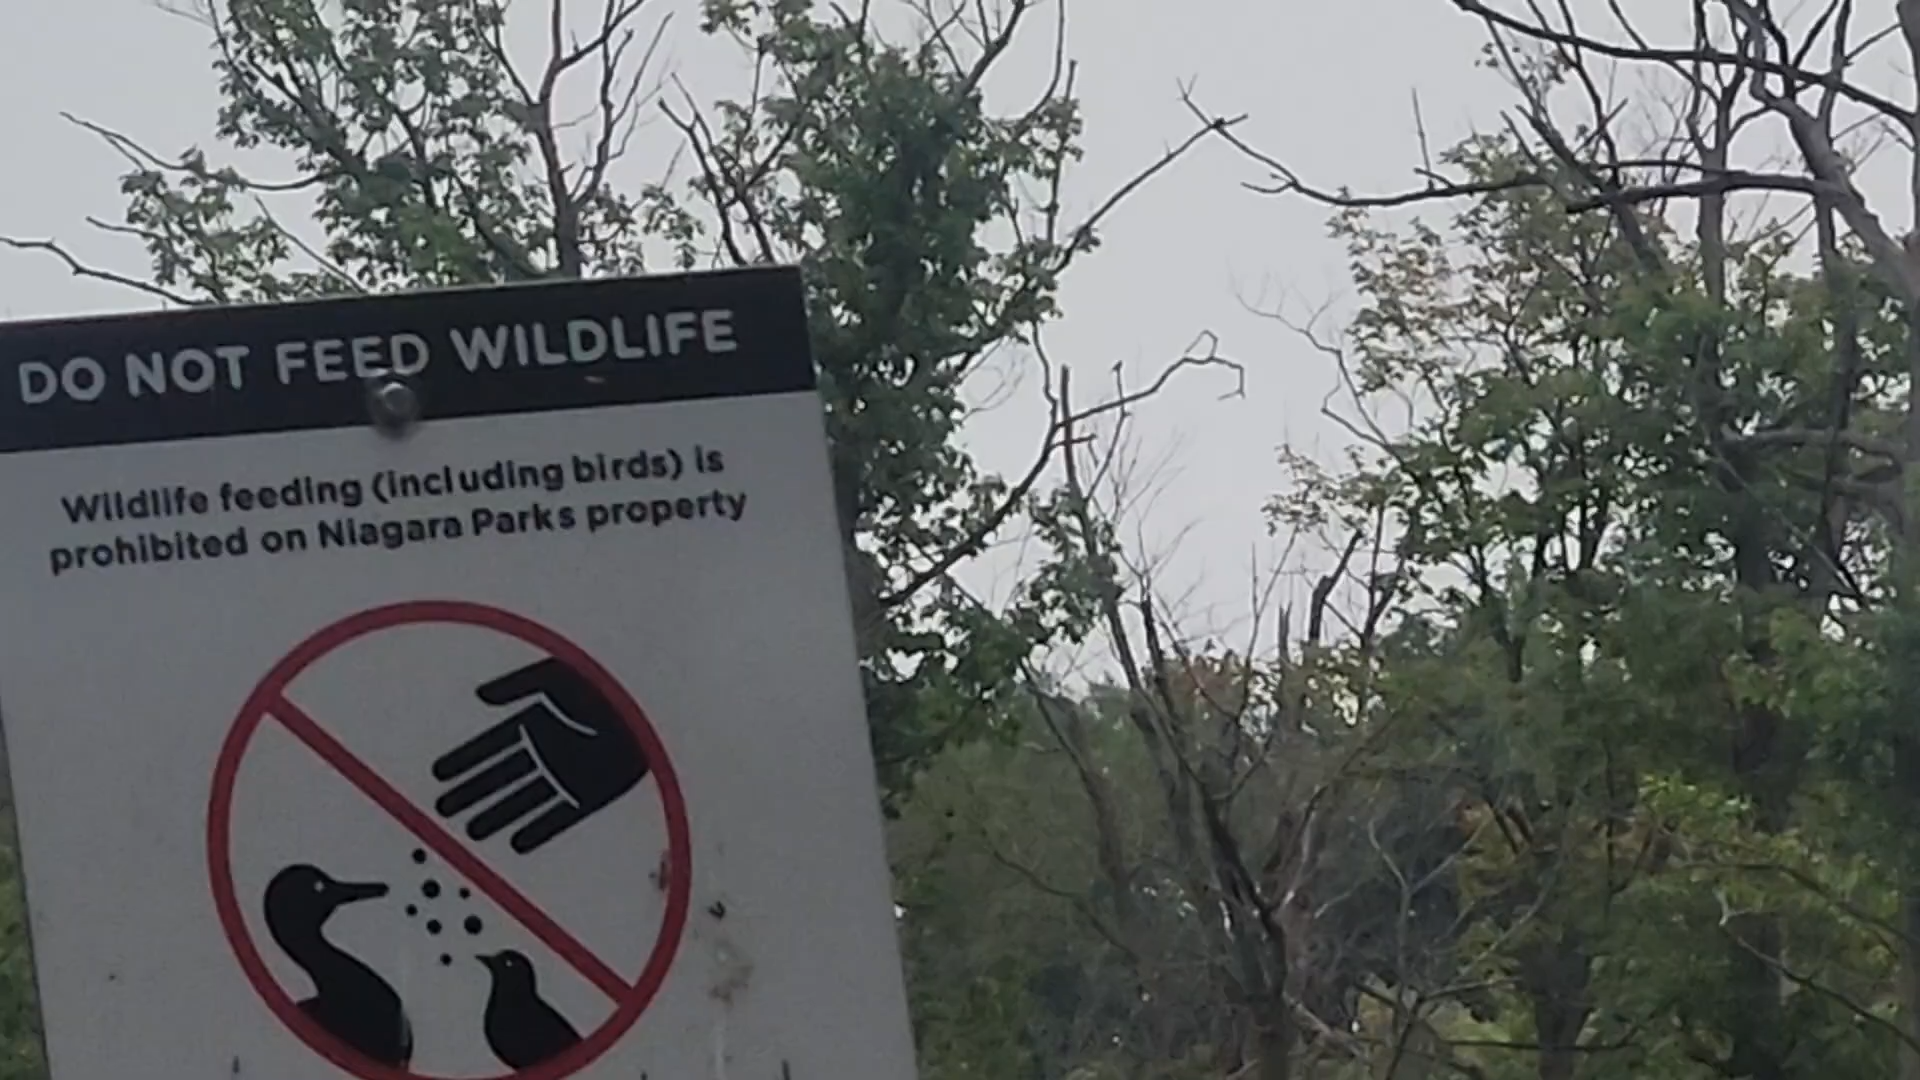 DO NOT FEED WILDLIFE
Wildlife feeding (including birds) is
prohibited on Niagara Parks property